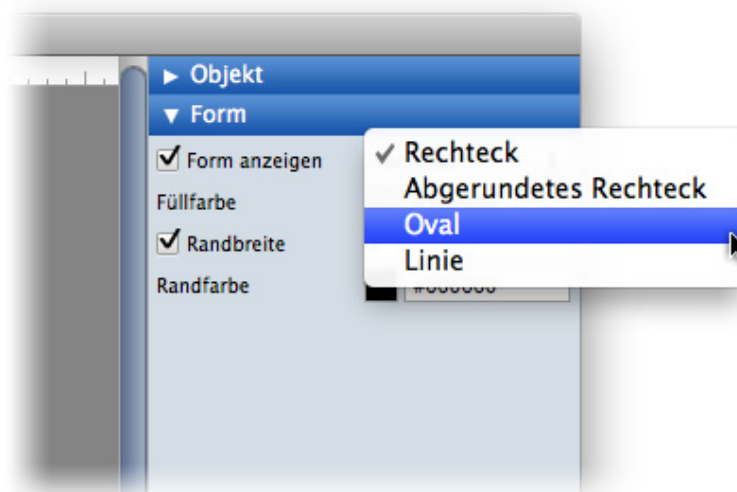 Objekt
Form
Form anzeigen
Rechteck
Abgerundetes Rechteck
Füllfarbe
Oval
Randbreite
Linie
Randfarbe